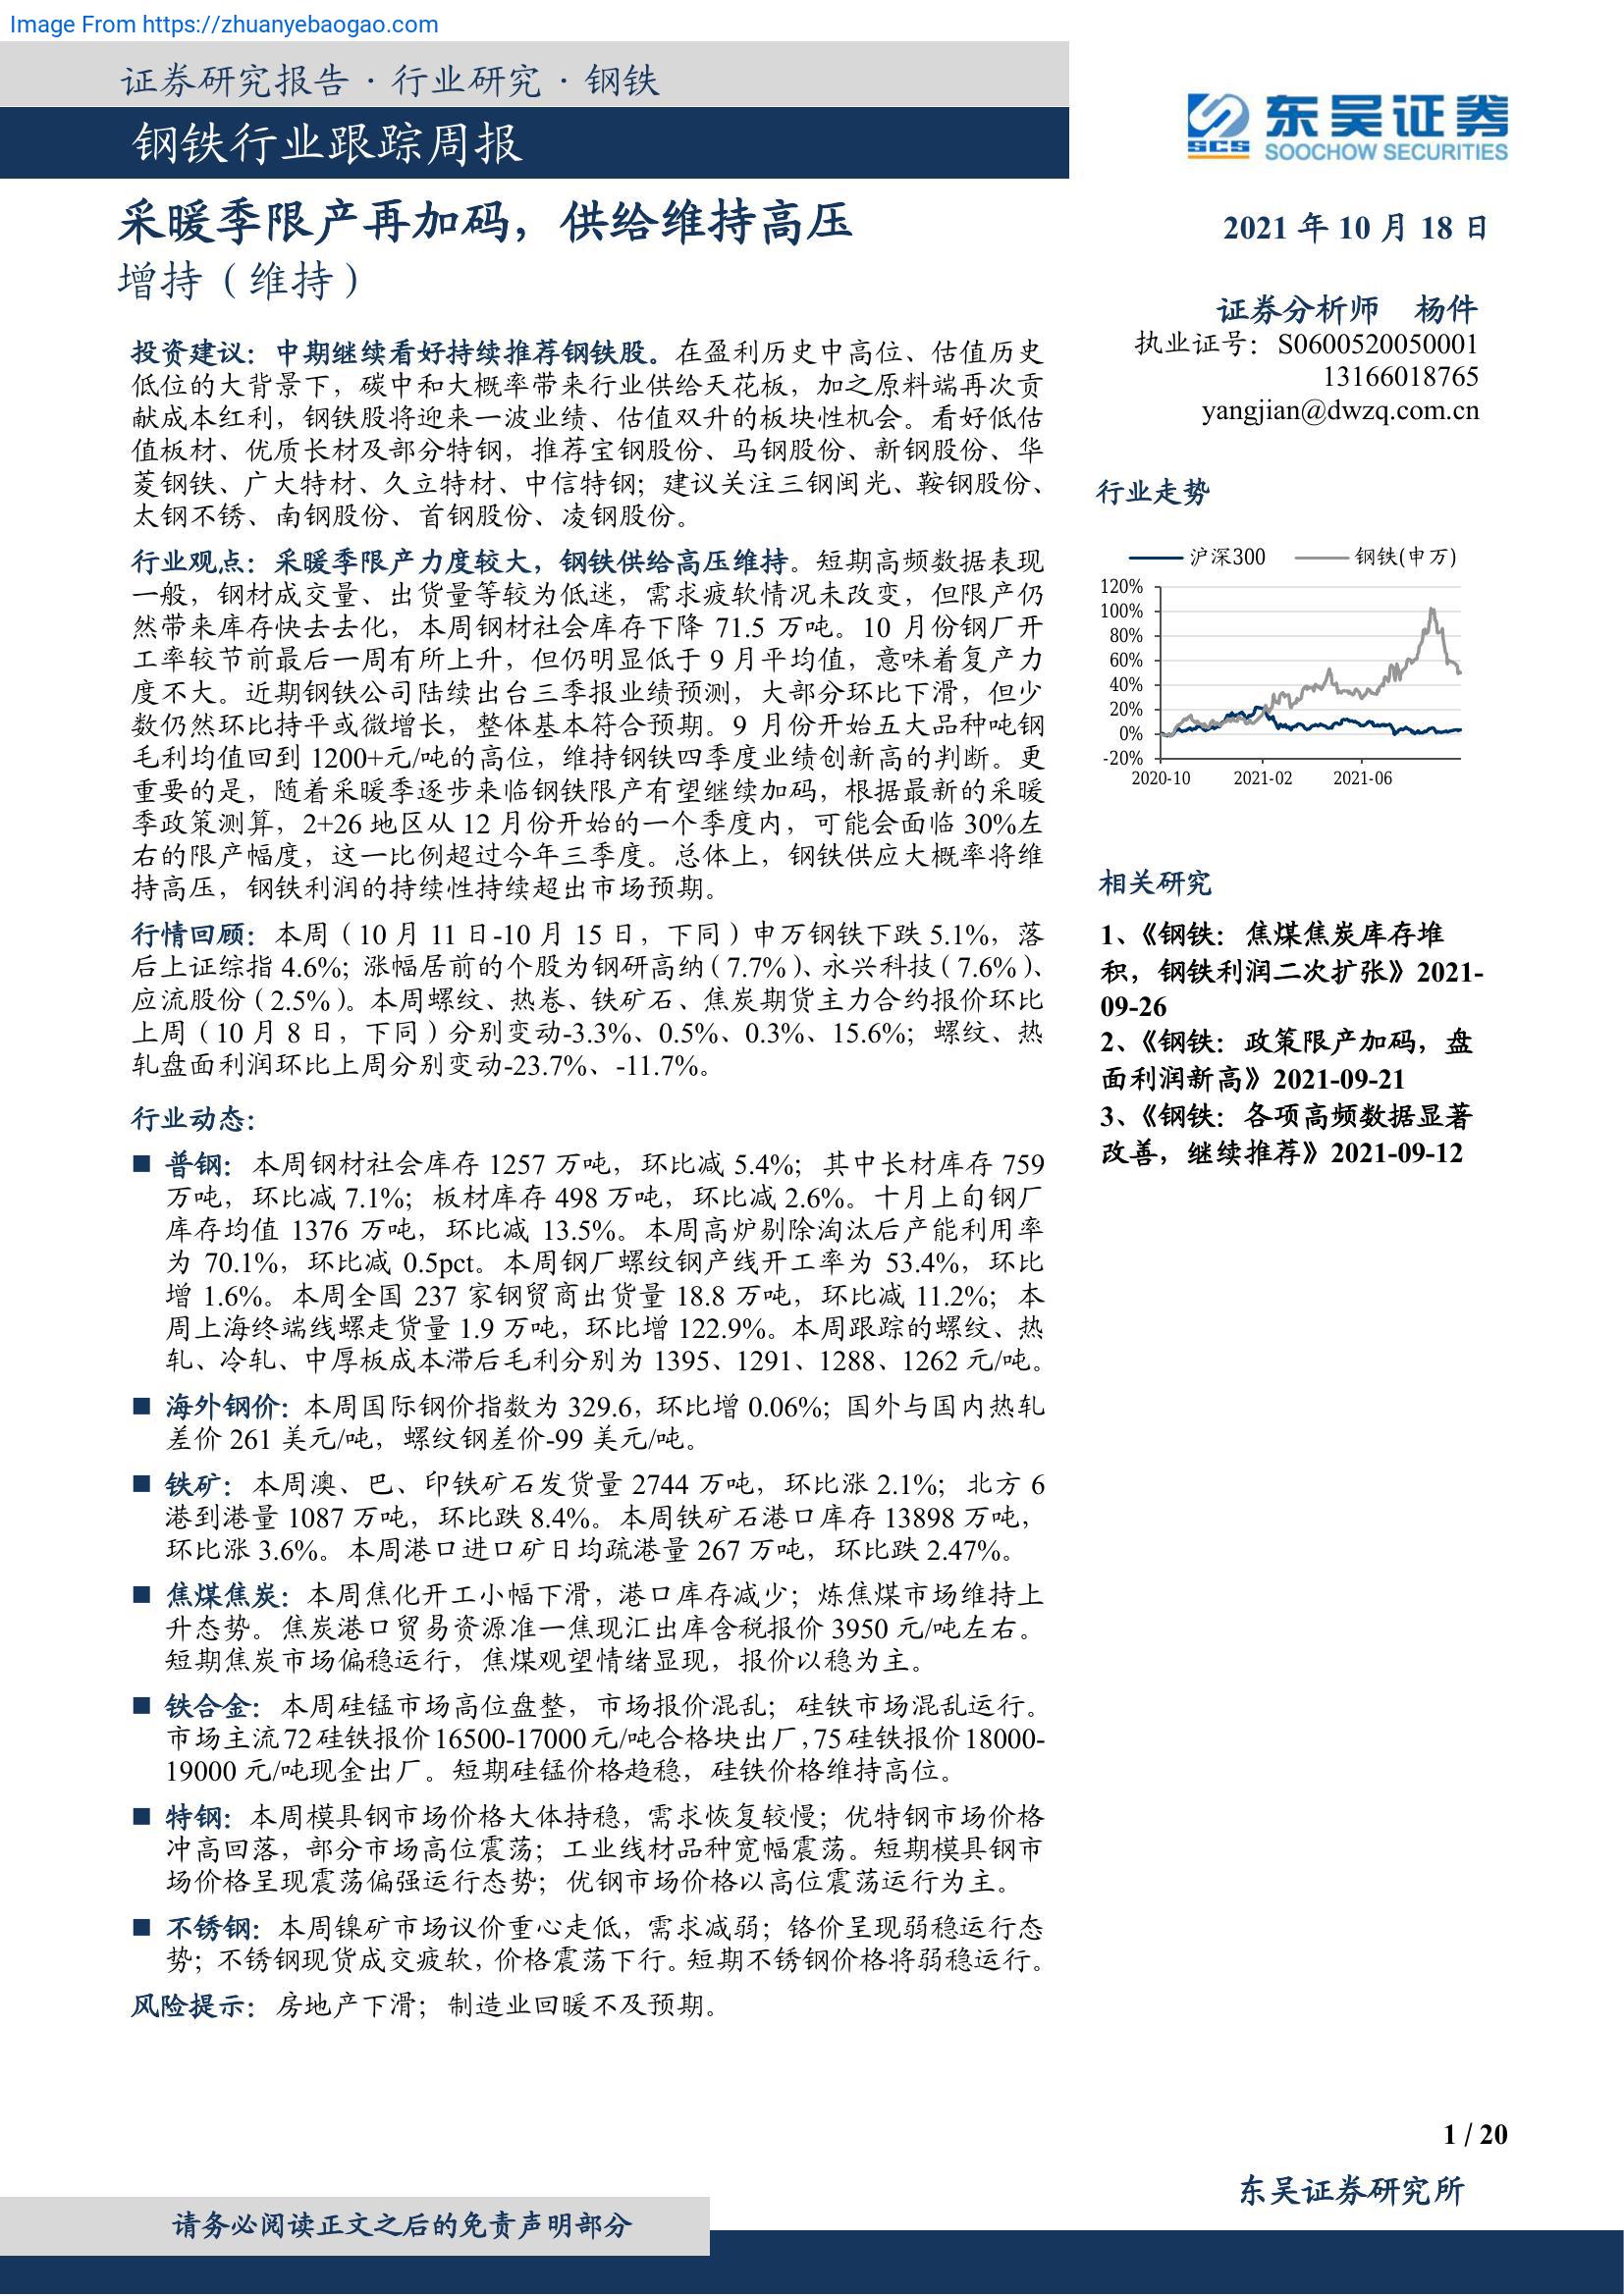 Image From https://zhuanyebaogao.com
证券研究报告·行业研究·钢铁
钢铁行业跟踪周报
东吴证券
SCS
SOOCHOW SECURITIES
采暖季限产再加码，供给维持高压
增持（维持）
2021 年 10 月 18 日
证券分析师 杨件
执业证号：S0600520050001
13166018765
yangjian@dwzq.com.cn
投资建议：中期继续看好持续推荐钢铁股。在盈利历史中高位、估值历史
低位的大背景下，碳中和大概率带来行业供给天花板，加之原料端再次贡
献成本红利，钢铁股将迎来一波业绩、估值双升的板块性机会。看好低估
值板材、优质长材及部分特钢，推荐宝钢股份、马钢股份、新钢股份、华
菱钢铁、广大特材、久立特材、中信特钢；建议关注三钢闽光、鞍钢股份、
太钢不锈、南钢股份、首钢股份、凌钢股份。
行业观点：采暖季限产力度较大，钢铁供给高压维持。短期高频数据表现
一般，钢材成交量、出货量等较为低迷，需求疲软情况未改变，但限产仍
然带来库存快去去化，本周钢材社会库存下降 71.5 万吨。10 月份钢厂开
工率较节前最后一周有所上升，但仍明显低于 9 月平均值，意味着复产力
度不大。近期钢铁公司陆续出台三季报业绩预测，大部分环比下滑，但少
数仍然环比持平或微增长，整体基本符合预期。9 月份开始五大品种吨钢
毛利均值回到 1200+元/吨的高位，维持钢铁四季度业绩创新高的判断。更
重要的是，随着采暖季逐步来临钢铁限产有望继续加码，根据最新的采暖
季政策测算，2+26 地区从 12 月份开始的一个季度内，可能会面临 30%左
右的限产幅度，这一比例超过今年三季度。总体上，钢铁供应大概率将维
持高压，钢铁利润的持续性持续超出市场预期。
行情回顾：本周（10 月 11 日-10 月 15 日，下同）申万钢铁下跌 5.1%，落
后上证综指 4.6%；涨幅居前的个股为钢研高纳（7.7%）、永兴科技（7.6%）、
应流股份（2.5%）。本周螺纹、热卷、铁矿石、焦炭期货主力合约报价环比
上周（10 月 8 日，下同）分别变动-3.3%、0.5%、0.3%、15.6%；螺纹、热
轧盘面利润环比上周分别变动-23.7%、-11.7%。
行业动态：
■ 普钢：本周钢材社会库存 1257 万吨，环比减 5.4%；其中长材库存 759
万吨，环比减 7.1%；板材库存 498 万吨，环比减 2.6%。十月上旬钢厂
库存均值 1376 万吨，环比减 13.5%。本周高炉剔除淘汰后产能利用率
为 70.1%，环比减 0.5pct。本周钢厂螺纹钢产线开工率为 53.4%，环比
增 1.6%。本周全国 237 家钢贸商出货量 18.8 万吨，环比减 11.2%；本
周上海终端线螺走货量 1.9 万吨，环比增 122.9%。本周跟踪的螺纹、热
轧、冷轧、中厚板成本滞后毛利分别为 1395、1291、1288、1262 元/吨。
■ 海外钢价：本周国际钢价指数为 329.6，环比增 0.06%；国外与国内热轧
差价 261 美元/吨，螺纹钢差价-99 美元/吨。
■ 铁矿：本周澳、巴、印铁矿石发货量 2744 万吨，环比涨 2.1%；北方 6
港到港量 1087 万吨，环比跌 8.4%。本周铁矿石港口库存 13898 万吨，
环比涨 3.6%。本周港口进口矿日均疏港量 267 万吨，环比跌 2.47%。
■ 焦煤焦炭：本周焦化开工小幅下滑，港口库存减少；炼焦煤市场维持上
升态势。焦炭港口贸易资源准一焦现汇出库含税报价 3950 元/吨左右。
短期焦炭市场偏稳运行，焦煤观望情绪显现，报价以稳为主。
■ 铁合金：本周硅锰市场高位盘整，市场报价混乱；硅铁市场混乱运行。
市场主流 72 硅铁报价 16500-17000 元/吨合格块出厂，75 硅铁报价 18000-
19000 元/吨现金出厂。短期硅锰价格趋稳，硅铁价格维持高位。
■ 特钢：本周模具钢市场价格大体持稳，需求恢复较慢；优特钢市场价格
冲高回落，部分市场高位震荡；工业线材品种宽幅震荡。短期模具钢市
场价格呈现震荡偏强运行态势；优钢市场价格以高位震荡运行为主。
■ 不锈钢：本周镍矿市场议价重心走低，需求减弱；铬价呈现弱稳运行态
势；不锈钢现货成交疲软，价格震荡下行。短期不锈钢价格将弱稳运行。
风险提示：房地产下滑；制造业回暖不及预期。
行业走势
沪深300 钢铁(申万)
120%
100%
80%
60%
40%
20%
0%
-20%
2020-10 2021-02 2021-06
相关研究
1、《钢铁：焦煤焦炭库存堆
积，钢铁利润二次扩张》2021-
09-26
2、《钢铁：政策限产加码，盘
面利润新高》2021-09-21
3、《钢铁：各项高频数据显著
改善，继续推荐》2021-09-12
1 / 20
东吴证券研究所
请务必阅读正文之后的免责声明部分